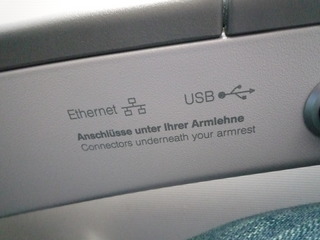 Ethernet USB
Anschlüsse unter Ihrer Armlehne
Connectors underneath your armrest